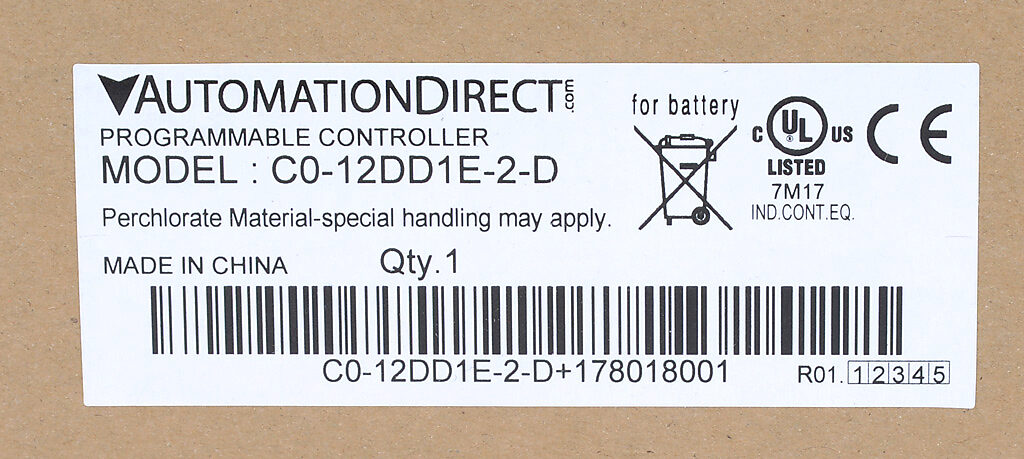 AUTOMATIONDIRECT.com
PROGRAMMABLE CONTROLLER
MODEL : C0-12DD1E-2-D
Perchlorate Material-special handling may apply.
MADE IN CHINA Qty.1
for battery
C UL US
LISTED
7M17
IND.CONT.EQ.
CE
C0-12DD1E-2-D+178018001
R01. 1 2 3 4 5